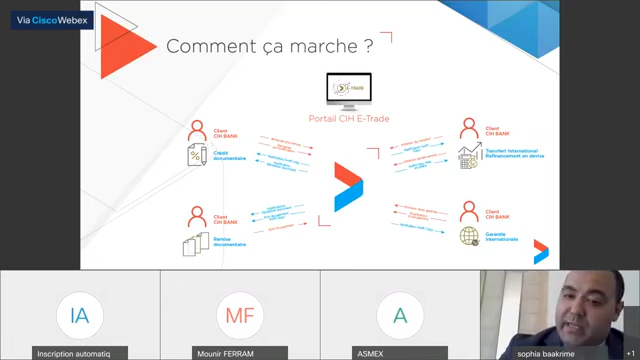 Via CiscoWebex
Comment ça marche ?
E-TRADE
Portail CIH E-Trade
Client
CIH BANK
Crédit
documentaire
Client
CIH BANK
Transfert International
Refinancement en devise
Client
CIH BANK
Remise
documentaire
Client
CIH BANK
Garantie
internationale
IA
MF
A
Inscription automatiq
Mounir FERRAM
ASMEX
sophia baakrime
+1